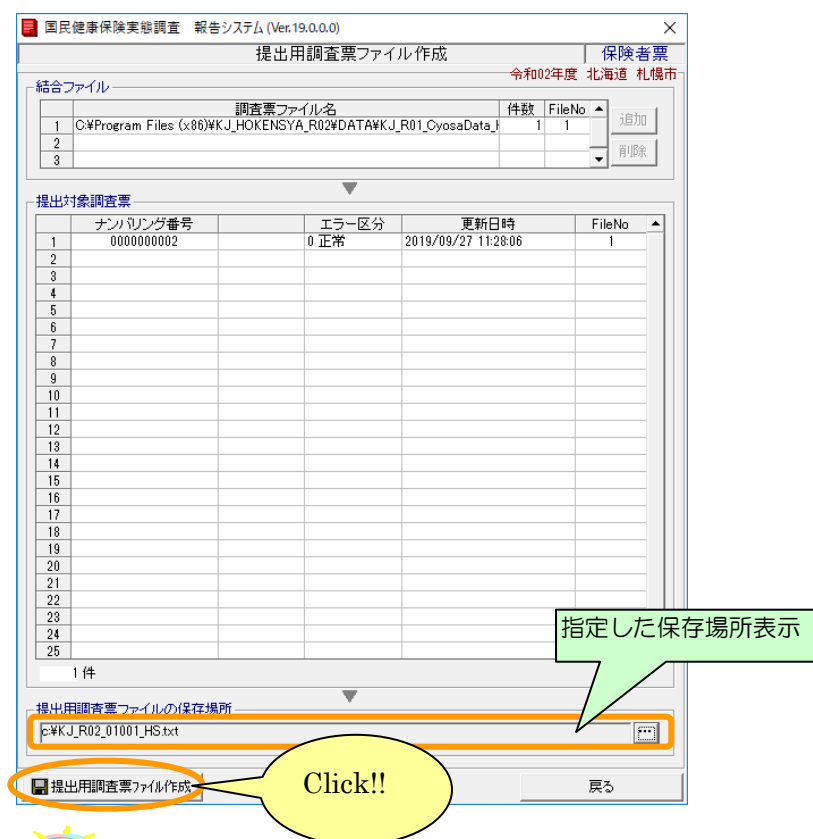 国民健康保険実態調査 報告システム (Ver.19.0.0.0)
提出用調査票ファイル作成 保険者票
令和02年度 北海道 札幌市
結合ファイル
調査票ファイル名 件数 FileNo
1 C:¥Program Files (x86)¥KJ_HOKENSYA_R02¥DATA¥KJ_R01_CyosaData_H 1 1
追加
2
削除
3
提出対象調査票
ナンバリング番号 エラー区分 更新日時 FileNo
1 0000000002 0 正常 2019/09/27 11:28:06 1
2
3
4
5
6
7
8
9
10
11
12
13
14
15
16
17
18
19
20
21
22
23
24
25
指定した保存場所表示
1 件
提出用調査票ファイルの保存場所
c:¥KJ_R02_01001_HS.txt ...
提出用調査票ファイル作成
Click!!
戻る